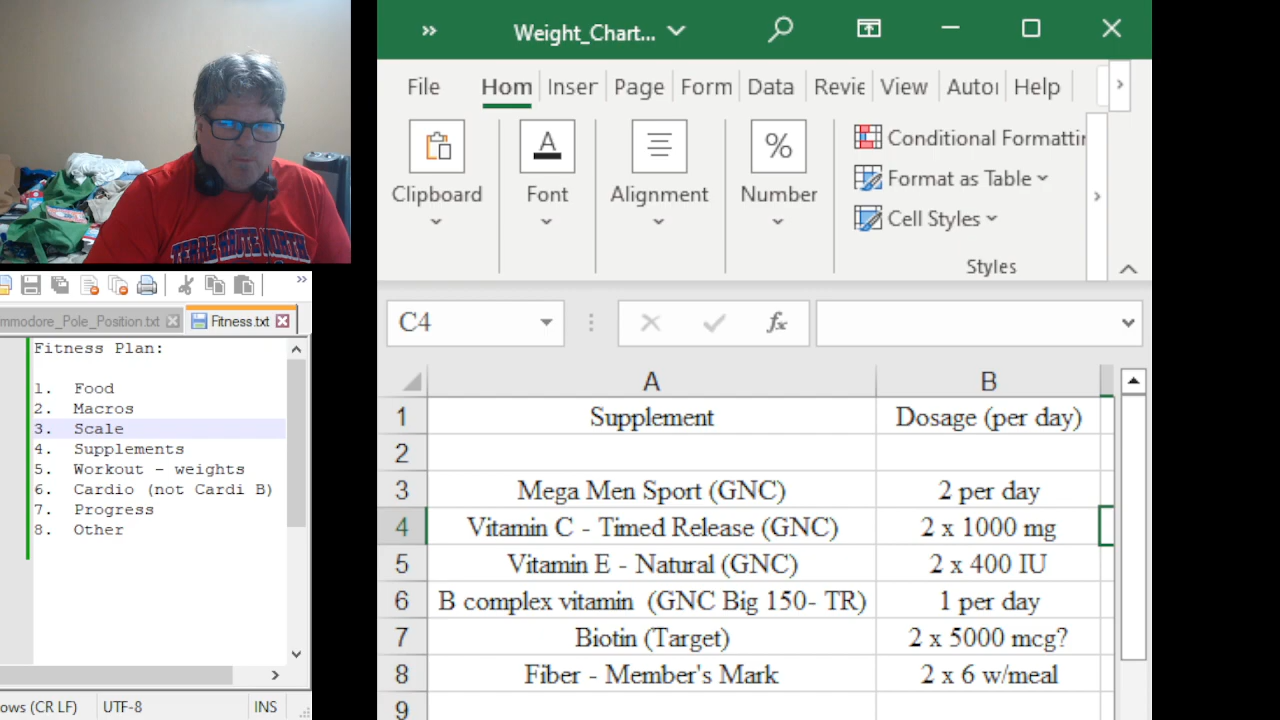 TERRE HAUTE NORTH
mmodore_Pole_Position.txt
Fitness.txt
Fitness Plan:
1. Food
2. Macros
3. Scale
4. Supplements
5. Workout - weights
6. Cardio (not Cardi B)
7. Progress
8. Other
ows (CR LF) UTF-8 INS
Weight_Chart...
File Hom Inser Page Form Data Revie View Autor Help
Clipboard Font Alignment Number
Conditional Formattin
Format as Table
Cell Styles
Styles
C4 fx
A B
1 Supplement Dosage (per day)
2
3 Mega Men Sport (GNC) 2 per day
4 Vitamin C - Timed Release (GNC) 2 x 1000 mg
5 Vitamin E - Natural (GNC) 2 x 400 IU
6 B complex vitamin (GNC Big 150- TR) 1 per day
7 Biotin (Target) 2 x 5000 mcg?
8 Fiber - Member's Mark 2 x 6 w/meal
9